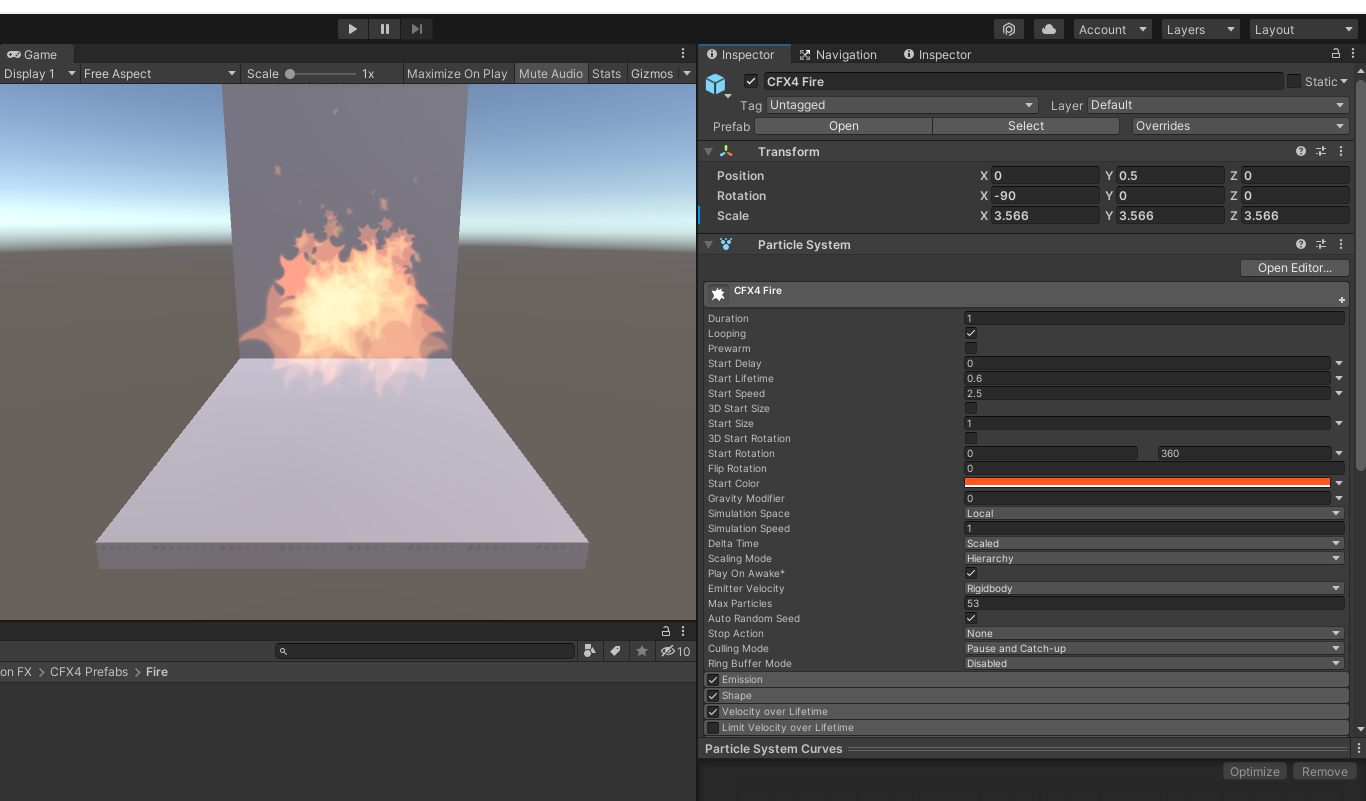 Account Layers Layout
Game
Display 1 Free Aspect Scale 1x Maximize On Play Mute Audio Stats Gizmos
10
on FX > CFX4 Prefabs > Fire
Inspector Navigation Inspector
CFX4 Fire Static
Tag Untagged Layer Default
Prefab Open Select Overrides
Transform
Position X 0 Y 0.5 Z 0
Rotation X -90 Y 0 Z 0
Scale X 3.566 Y 3.566 Z 3.566
Particle System
Open Editor...
CFX4 Fire
Duration 1
Looping
Prewarm
Start Delay 0
Start Lifetime 0.6
Start Speed 2.5
3D Start Size
Start Size 1
3D Start Rotation
Start Rotation 0 360
Flip Rotation 0
Start Color
Gravity Modifier 0
Simulation Space Local
Simulation Speed 1
Delta Time Scaled
Scaling Mode Hierarchy
Play On Awake*
Emitter Velocity Rigidbody
Max Particles 53
Auto Random Seed
Stop Action None
Culling Mode Pause and Catch-up
Ring Buffer Mode Disabled
Emission
Shape
Velocity over Lifetime
Limit Velocity over Lifetime
Particle System Curves
Optimize Remove